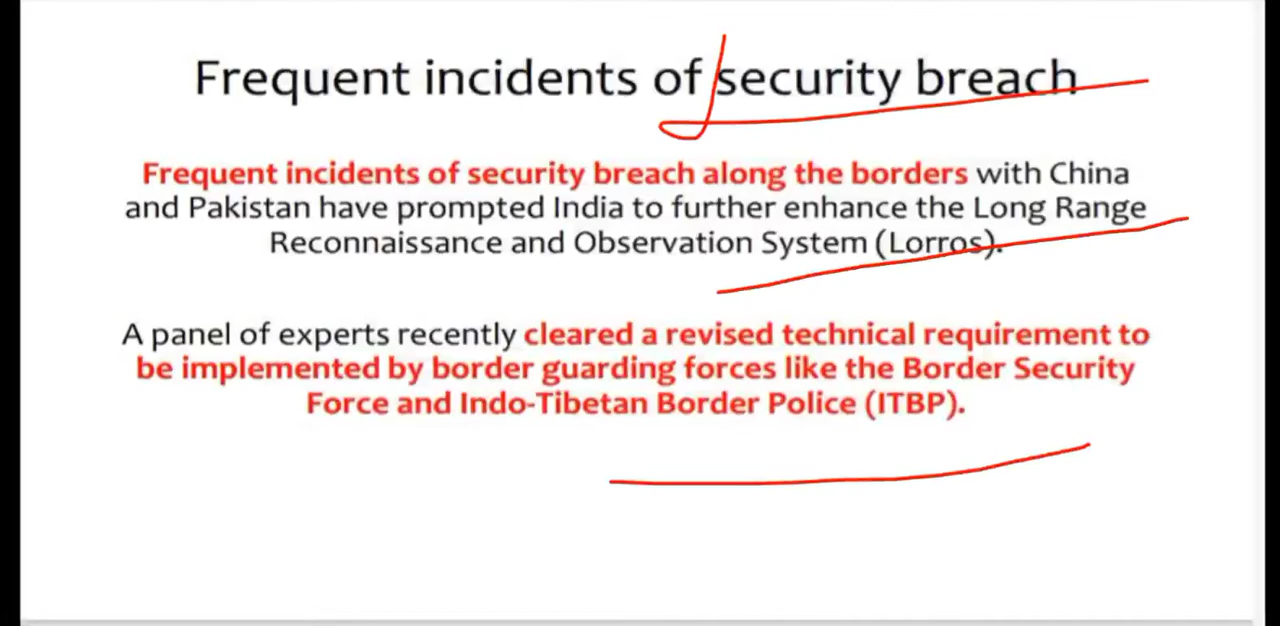 Frequent incidents of security breach
Frequent incidents of security breach along the borders with China
and Pakistan have prompted India to further enhance the Long Range
Reconnaissance and Observation System (Lorros).
A panel of experts recently cleared a revised technical requirement to
be implemented by border guarding forces like the Border Security
Force and Indo-Tibetan Border Police (ITBP).